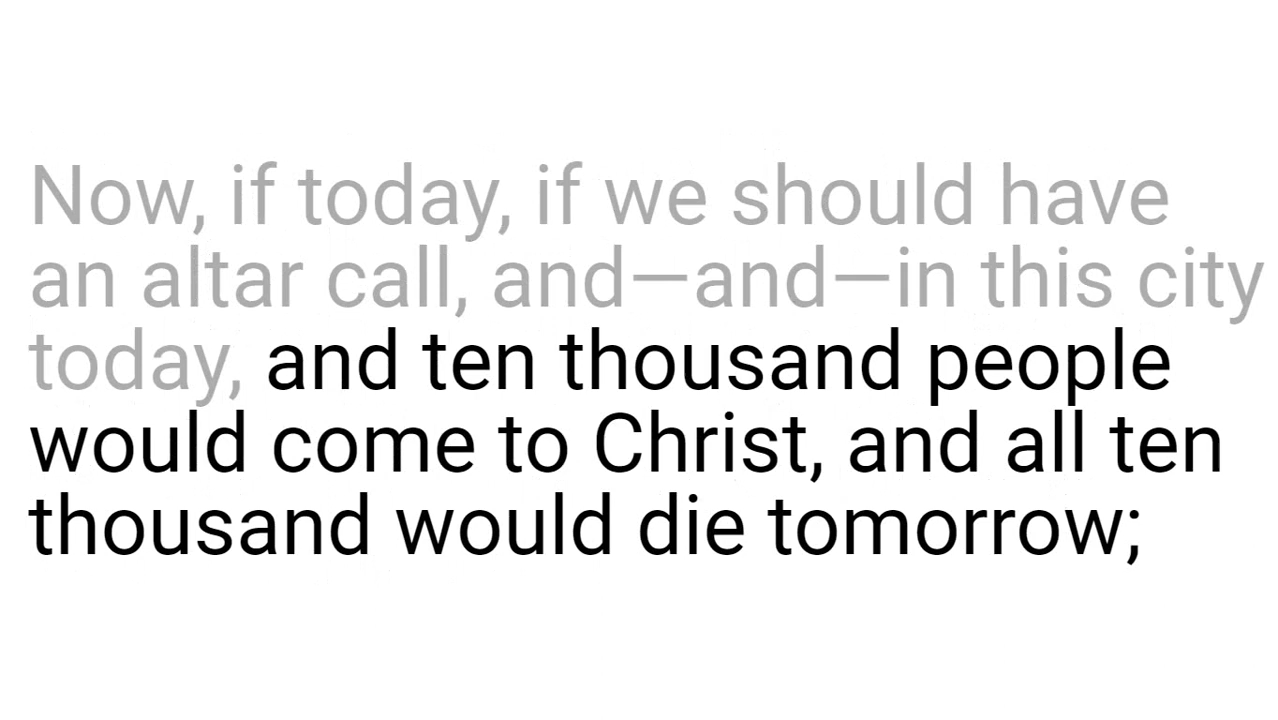 Now, if today, if we should have
an altar call, and—and—in this city
today, and ten thousand people
would come to Christ, and all ten
thousand would die tomorrow;